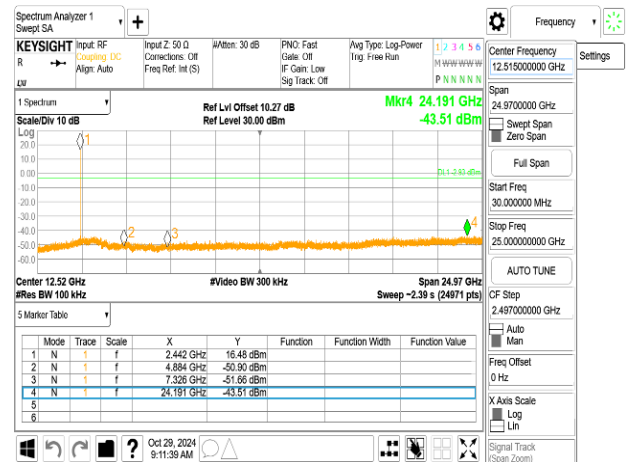 Spectrum Analyzer 1
Swept SA
Frequency
KEYSIGHT
R
Input: RF
Coupling: DC
Align: Auto
Input Z: 50 Ω
Corrections: Off
Freq Ref: Int (S)
#Atten: 30 dB
PNO: Fast
Gate: Off
IF Gain: Low
Sig Track: Off
Avg Type: Log-Power
Trig: Free Run
1 2 3 4 5 6
M W W W W W
P N N N N N
LW
Center Frequency
12.515000000 GHz
Settings
Span
24.9700000 GHz
Swept Span
Zero Span
Full Span
Start Freq
30.000000 MHz
Stop Freq
25.000000000 GHz
AUTO TUNE
CF Step
2.497000000 GHz
Auto
Man
Freq Offset
0 Hz
X Axis Scale
Log
Lin
Signal Track
(Span Zoom)
1 Spectrum
Scale/Div 10 dB
Ref Lvl Offset 10.27 dB
Ref Level 30.00 dBm
Mkr4 24.191 GHz
-43.51 dBm
Log
20.0
10.0
0.00
-10.0
-20.0
-30.0
-40.0
-50.0
-60.0
1
2
3
4
Center 12.52 GHz
#Res BW 100 kHz
#Video BW 300 kHz
Span 24.97 GHz
Sweep ~2.39 s (24971 pts)
5 Marker Table
Mode Trace Scale X Y Function Function Width Function Value
1 N 1 f 2.442 GHz 16.48 dBm
2 N 1 f 4.884 GHz -50.90 dBm
3 N 1 f 7.326 GHz -51.66 dBm
4 N 1 f 24.191 GHz -43.51 dBm
5
6
Oct 29, 2024
9:11:39 AM